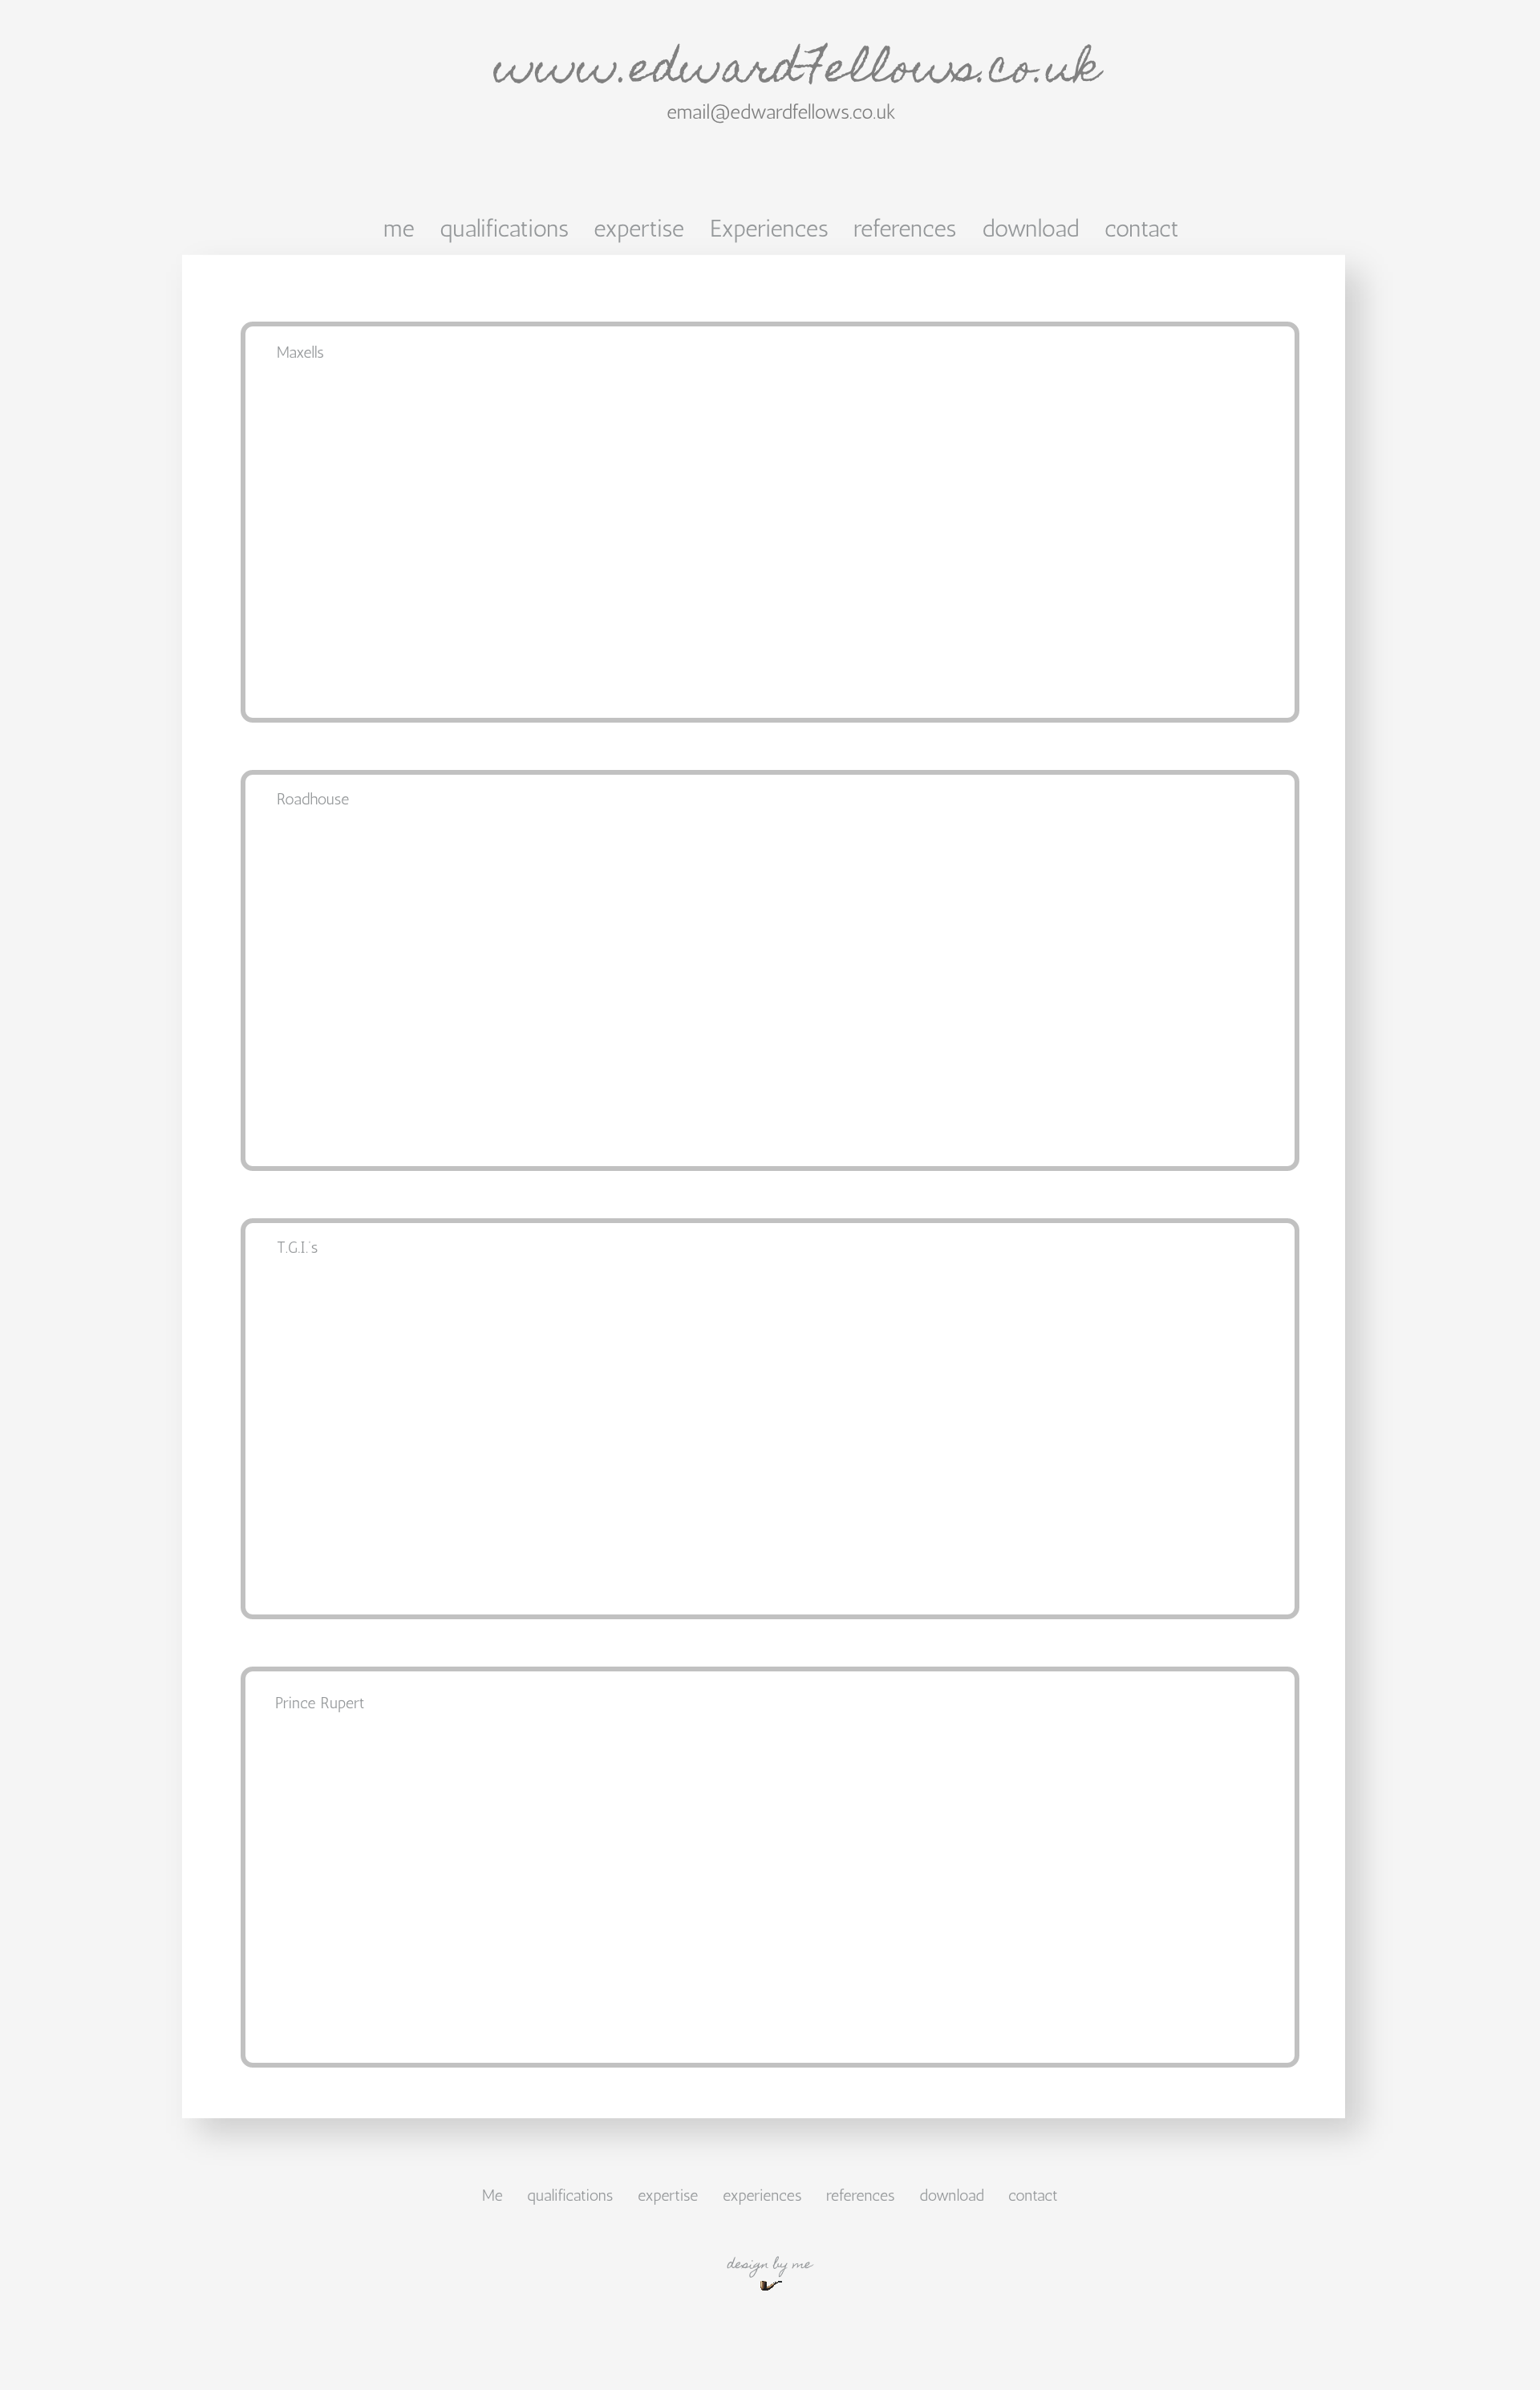 www.edwardFellows.co.uk
email@edwardfellows.co.uk
me qualifications expertise Experiences references download contact
Maxells
Roadhouse
T.G.I.'s
Prince Rupert
Me qualifications expertise experiences references download contact
design by me